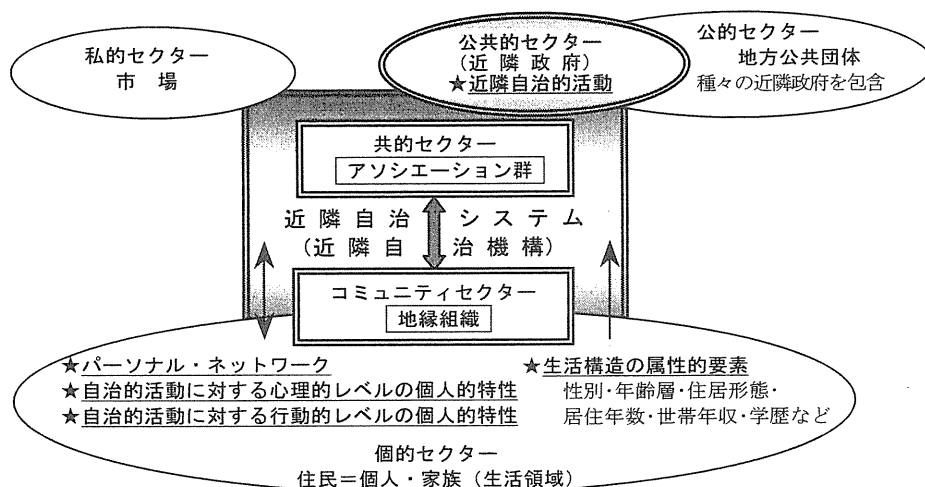 私的セクター
市 場
公共的セクター
(近 隣 政 府)
★近隣自治的活動
公的セクター
地方公共団体
種々の近隣政府を包含
共的セクター
アソシエーション群
近 隣 自 治 シ ス テ ム
(近 隣 自 治 機 構)
コミュニティセクター
地縁組織
★パーソナル・ネットワーク
★自治的活動に対する心理的レベルの個人的特性
★自治的活動に対する行動的レベルの個人的特性
★生活構造の属性的要素
性別・年齢層・住居形態・
居住年数・世帯年収・学歴など
個的セクター
住民=個人・家族(生活領域)